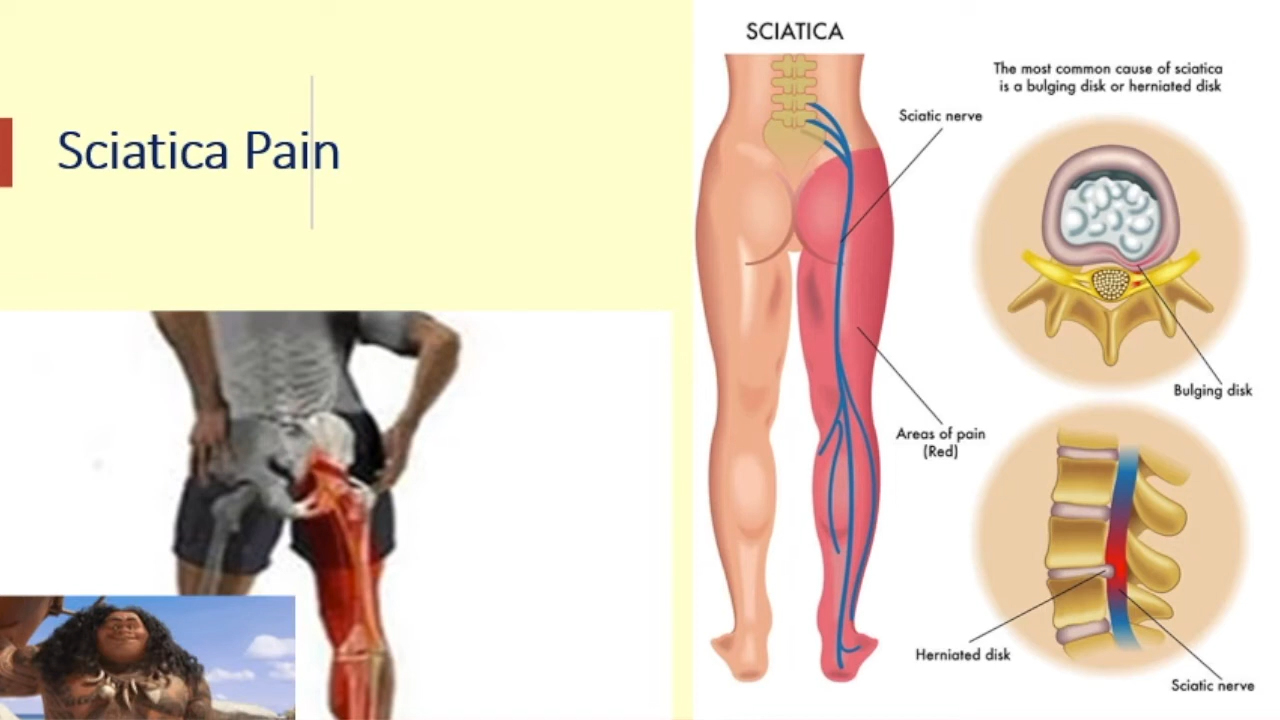 Sciatica Pain
SCIATICA
The most common cause of sciatica
is a bulging disk or herniated disk
Sciatic nerve
Bulging disk
Areas of pain
(Red)
Herniated disk
Sciatic nerve